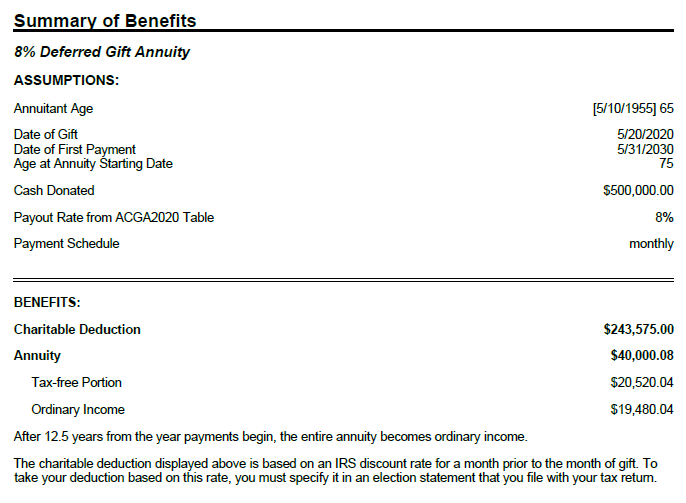 Summary of Benefits
8% Deferred Gift Annuity
ASSUMPTIONS:
Annuitant Age [5/10/1955] 65
Date of Gift 5/20/2020
Date of First Payment 5/31/2030
Age at Annuity Starting Date 75
Cash Donated $500,000.00
Payout Rate from ACGA2020 Table 8%
Payment Schedule monthly
BENEFITS:
Charitable Deduction $243,575.00
Annuity $40,000.08
Tax-free Portion $20,520.04
Ordinary Income $19,480.04
After 12.5 years from the year payments begin, the entire annuity becomes ordinary income.
The charitable deduction displayed above is based on an IRS discount rate for a month prior to the month of gift. To
take your deduction based on this rate, you must specify it in an election statement that you file with your tax return.